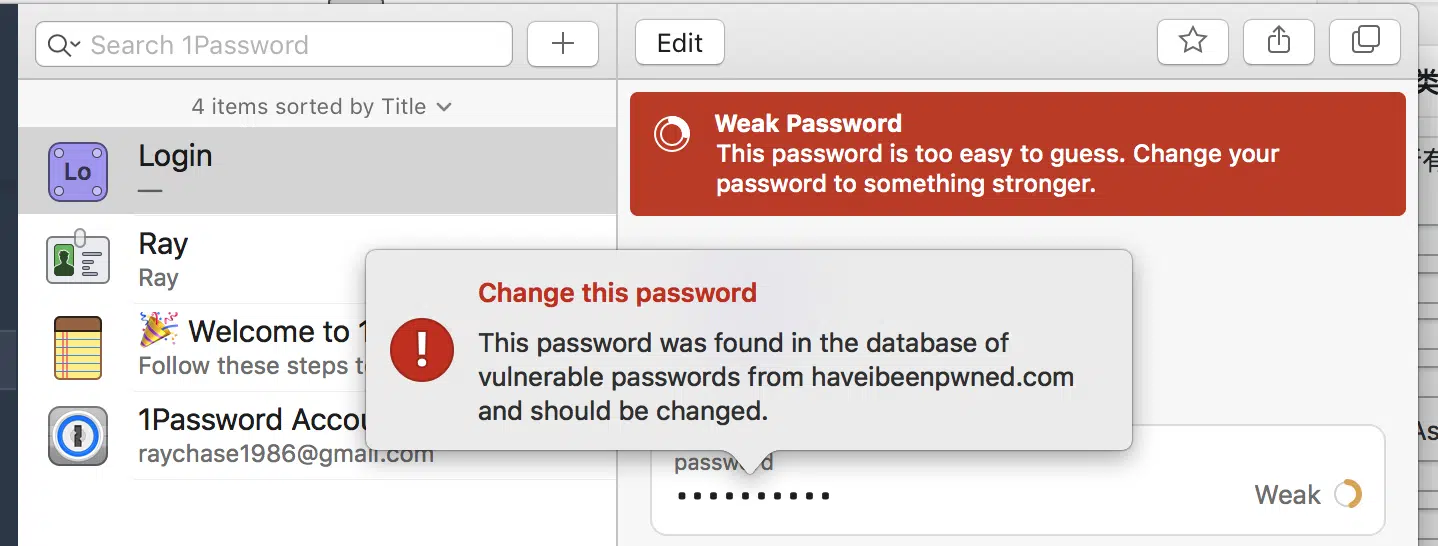 Search 1Password
Edit
4 items sorted by Title
Lo
Login
—
Ray
Ray
🎉 Welcome to
Follow these steps
1Password
raychase1986@gmail.com
Weak Password
This password is too easy to guess. Change your
password to something stronger.
Change this password
This password was found in the database of
vulnerable passwords from haveibeenpwned.com
and should be changed.
password
••••••••••
Weak
类
有
As